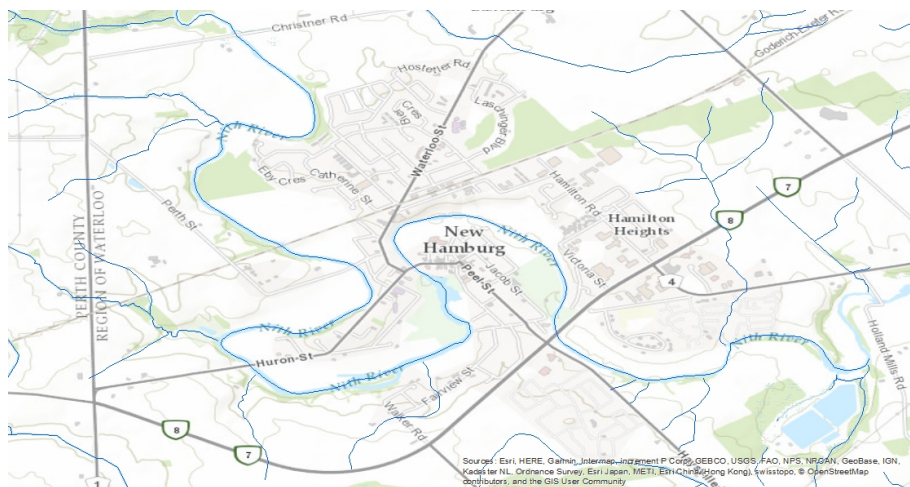 Christner Rd
Goderich-Exeter R
Hostetler Rd
Laschinger Blvd
Cres
Waterloo St
Nith River
Eby Cres
Catherine St
Perth St
Hamilton Rd
Hamilton
Heights
7
8
New
Hamburg
Nith River
Victoria St
Jacob St
Peel St
4
PERTH COUNTY
REGION OF WATERLOO
Nith River
Huron St
Nith River
Nith River
Holland Mills Rd
Fairview St
Walker Rd
8
7
1
Sources: Esri, HERE, Garmin, Intermap, increment P Corp., GEBCO, USGS, FAO, NPS, NRCAN, GeoBase, IGN,
Kadaster NL, Ordnance Survey, Esri Japan, METI, Esri China (Hong Kong), swisstopo, © OpenStreetMap
contributors, and the GIS User Community